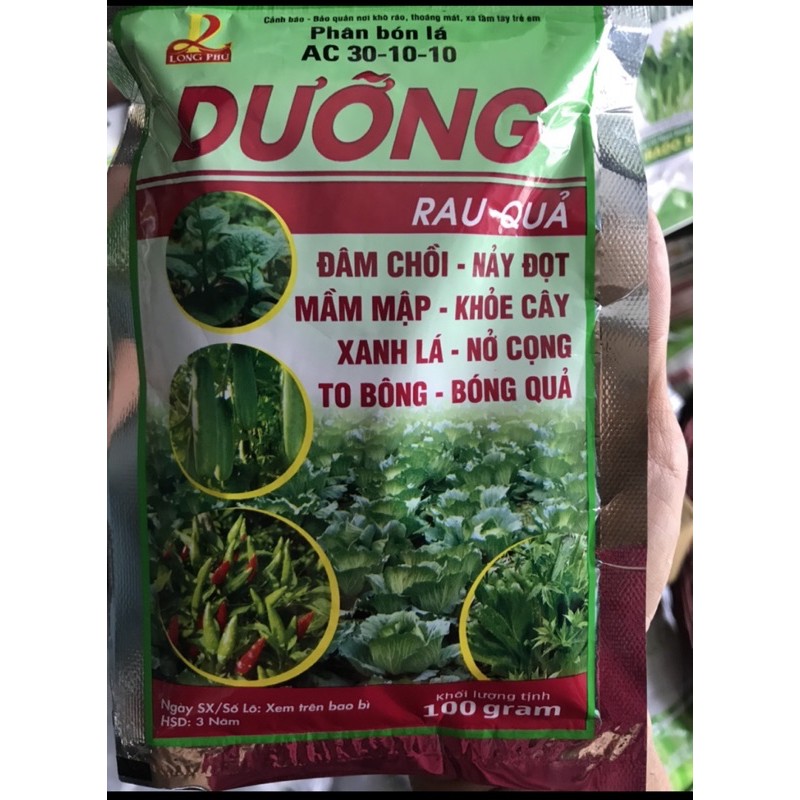 Cảnh báo - Bảo quản nơi khô ráo, thoáng mát, xa tầm tay trẻ em
LONG PHÚ
Phân bón lá
AC 30-10-10
DƯỠNG
RAU QUẢ
ĐÂM CHỒI - NẢY ĐỌT
MẦM MẬP - KHỎE CÂY
XANH LÁ - NỞ CỌNG
TO BÔNG - BÓNG QUẢ
Ngày SX/Số Lô: Xem trên bao bì
HSD: 3 Năm
Khối lượng tịnh
100 gram